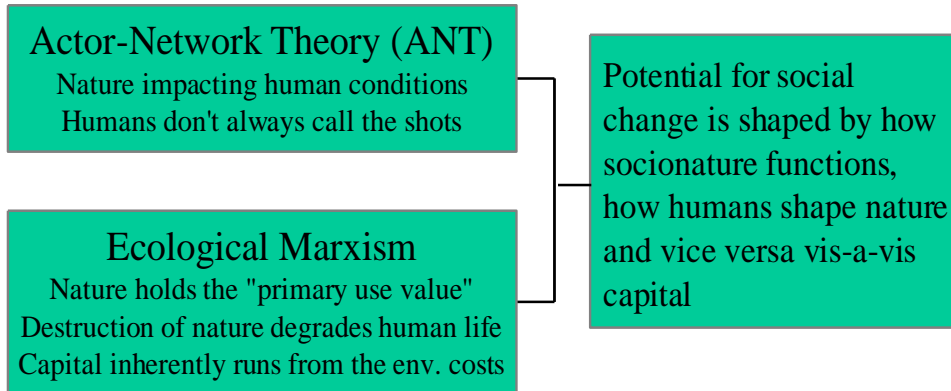 Actor-Network Theory (ANT)
Nature impacting human conditions
Humans don't always call the shots
Ecological Marxism
Nature holds the "primary use value"
Destruction of nature degrades human life
Capital inherently runs from the env. costs
Potential for social
change is shaped by how
socionature functions,
how humans shape nature
and vice versa vis-a-vis
capital